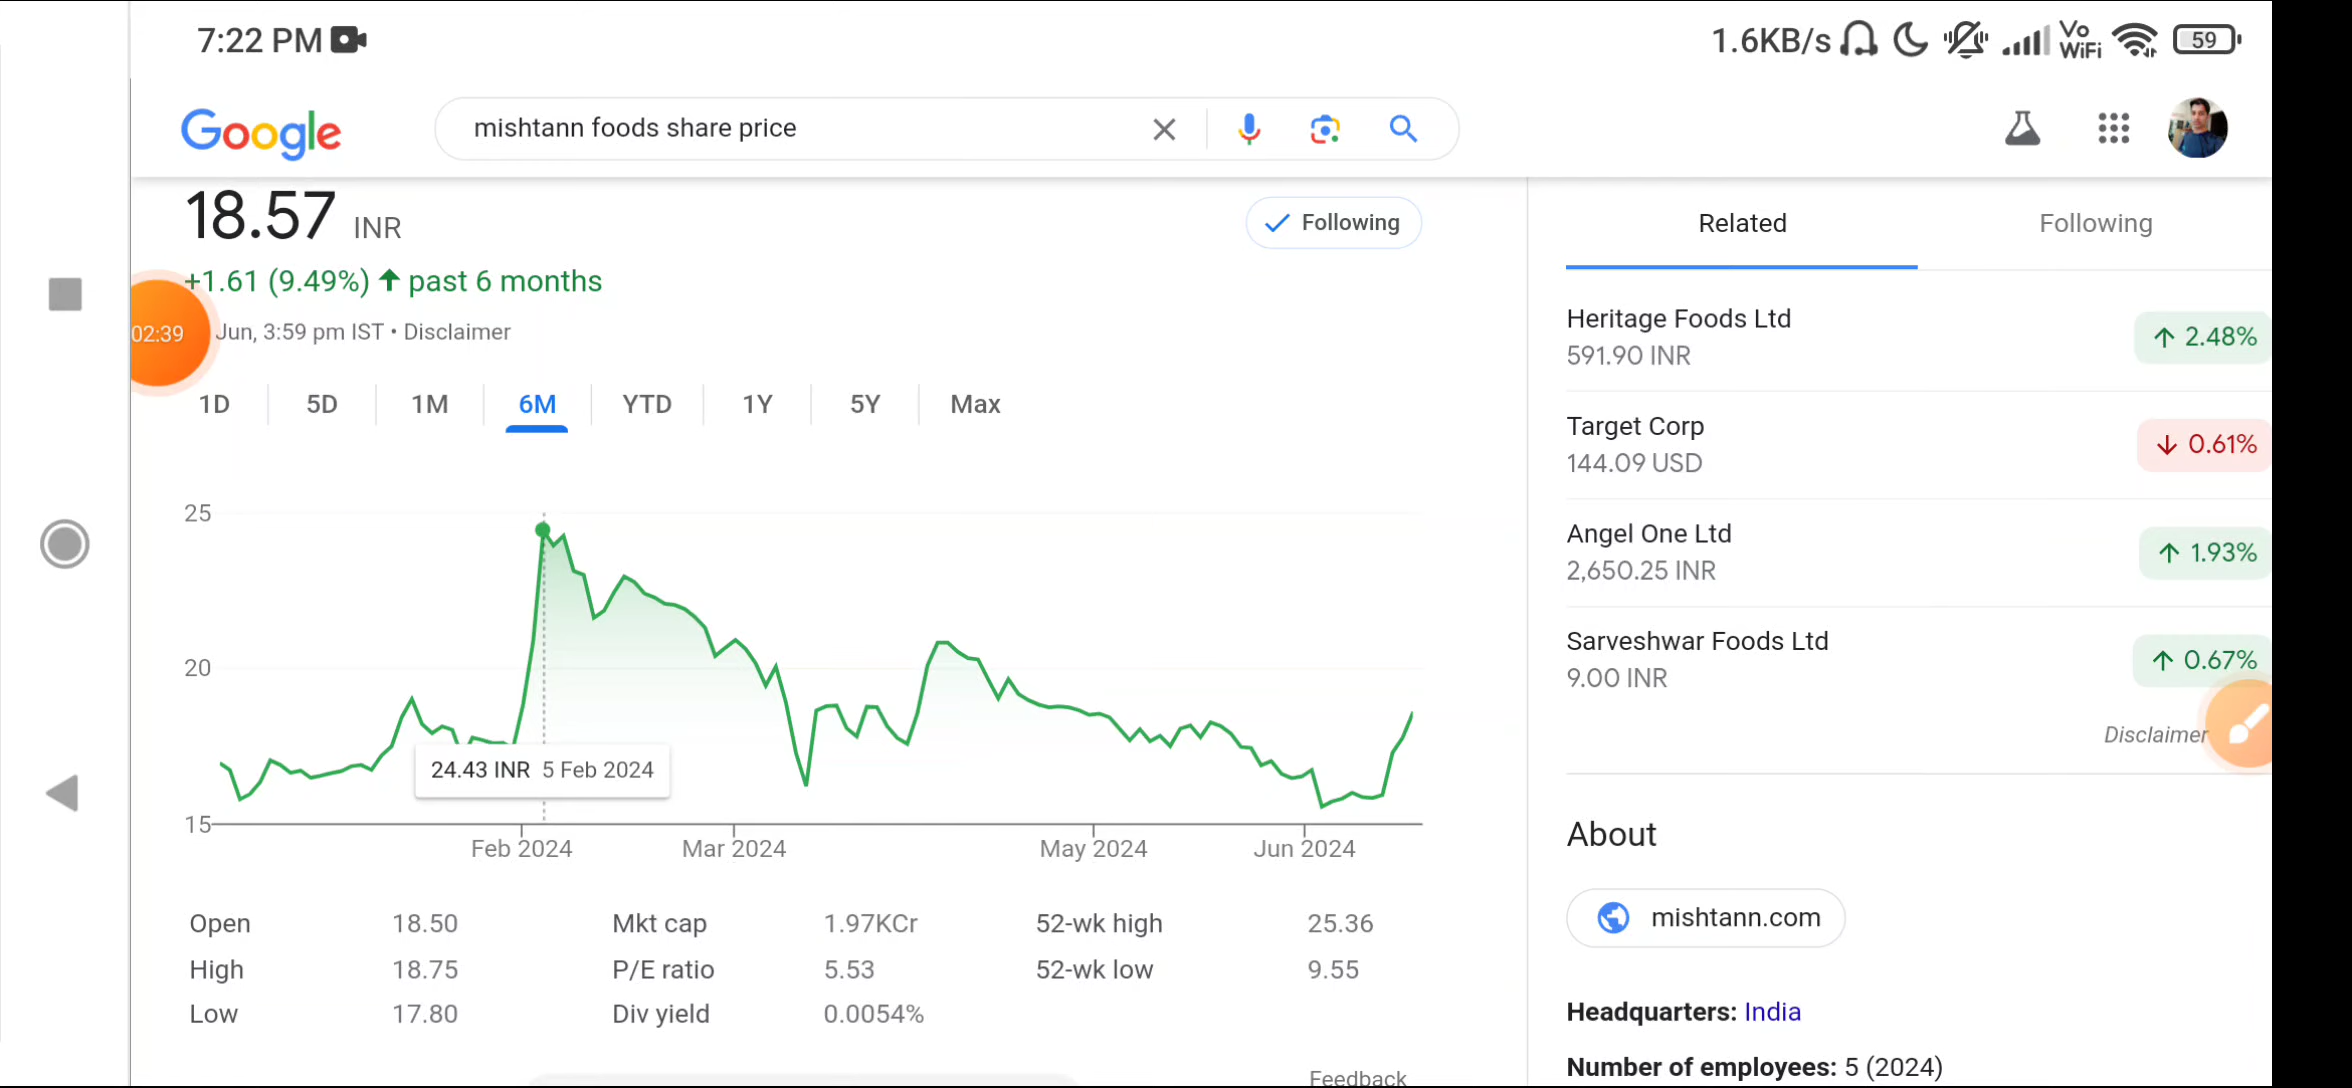 7:22 PM
1.6KB/s
Vo WiFi
59
Google
mishtann foods share price
18.57 INR
Following
+1.61 (9.49%) past 6 months
02:39
Jun, 3:59 pm IST • Disclaimer
1D
5D
1M
6M
YTD
1Y
5Y
Max
25
20
15
24.43 INR 5 Feb 2024
Feb 2024
Mar 2024
May 2024
Jun 2024
Open 18.50 Mkt cap 1.97KCr 52-wk high 25.36
High 18.75 P/E ratio 5.53 52-wk low 9.55
Low 17.80 Div yield 0.0054%
Feedback
Related
Following
Heritage Foods Ltd
591.90 INR
2.48%
Target Corp
144.09 USD
0.61%
Angel One Ltd
2,650.25 INR
1.93%
Sarveshwar Foods Ltd
9.00 INR
0.67%
Disclaimer
About
mishtann.com
Headquarters: India
Number of employees: 5 (2024)